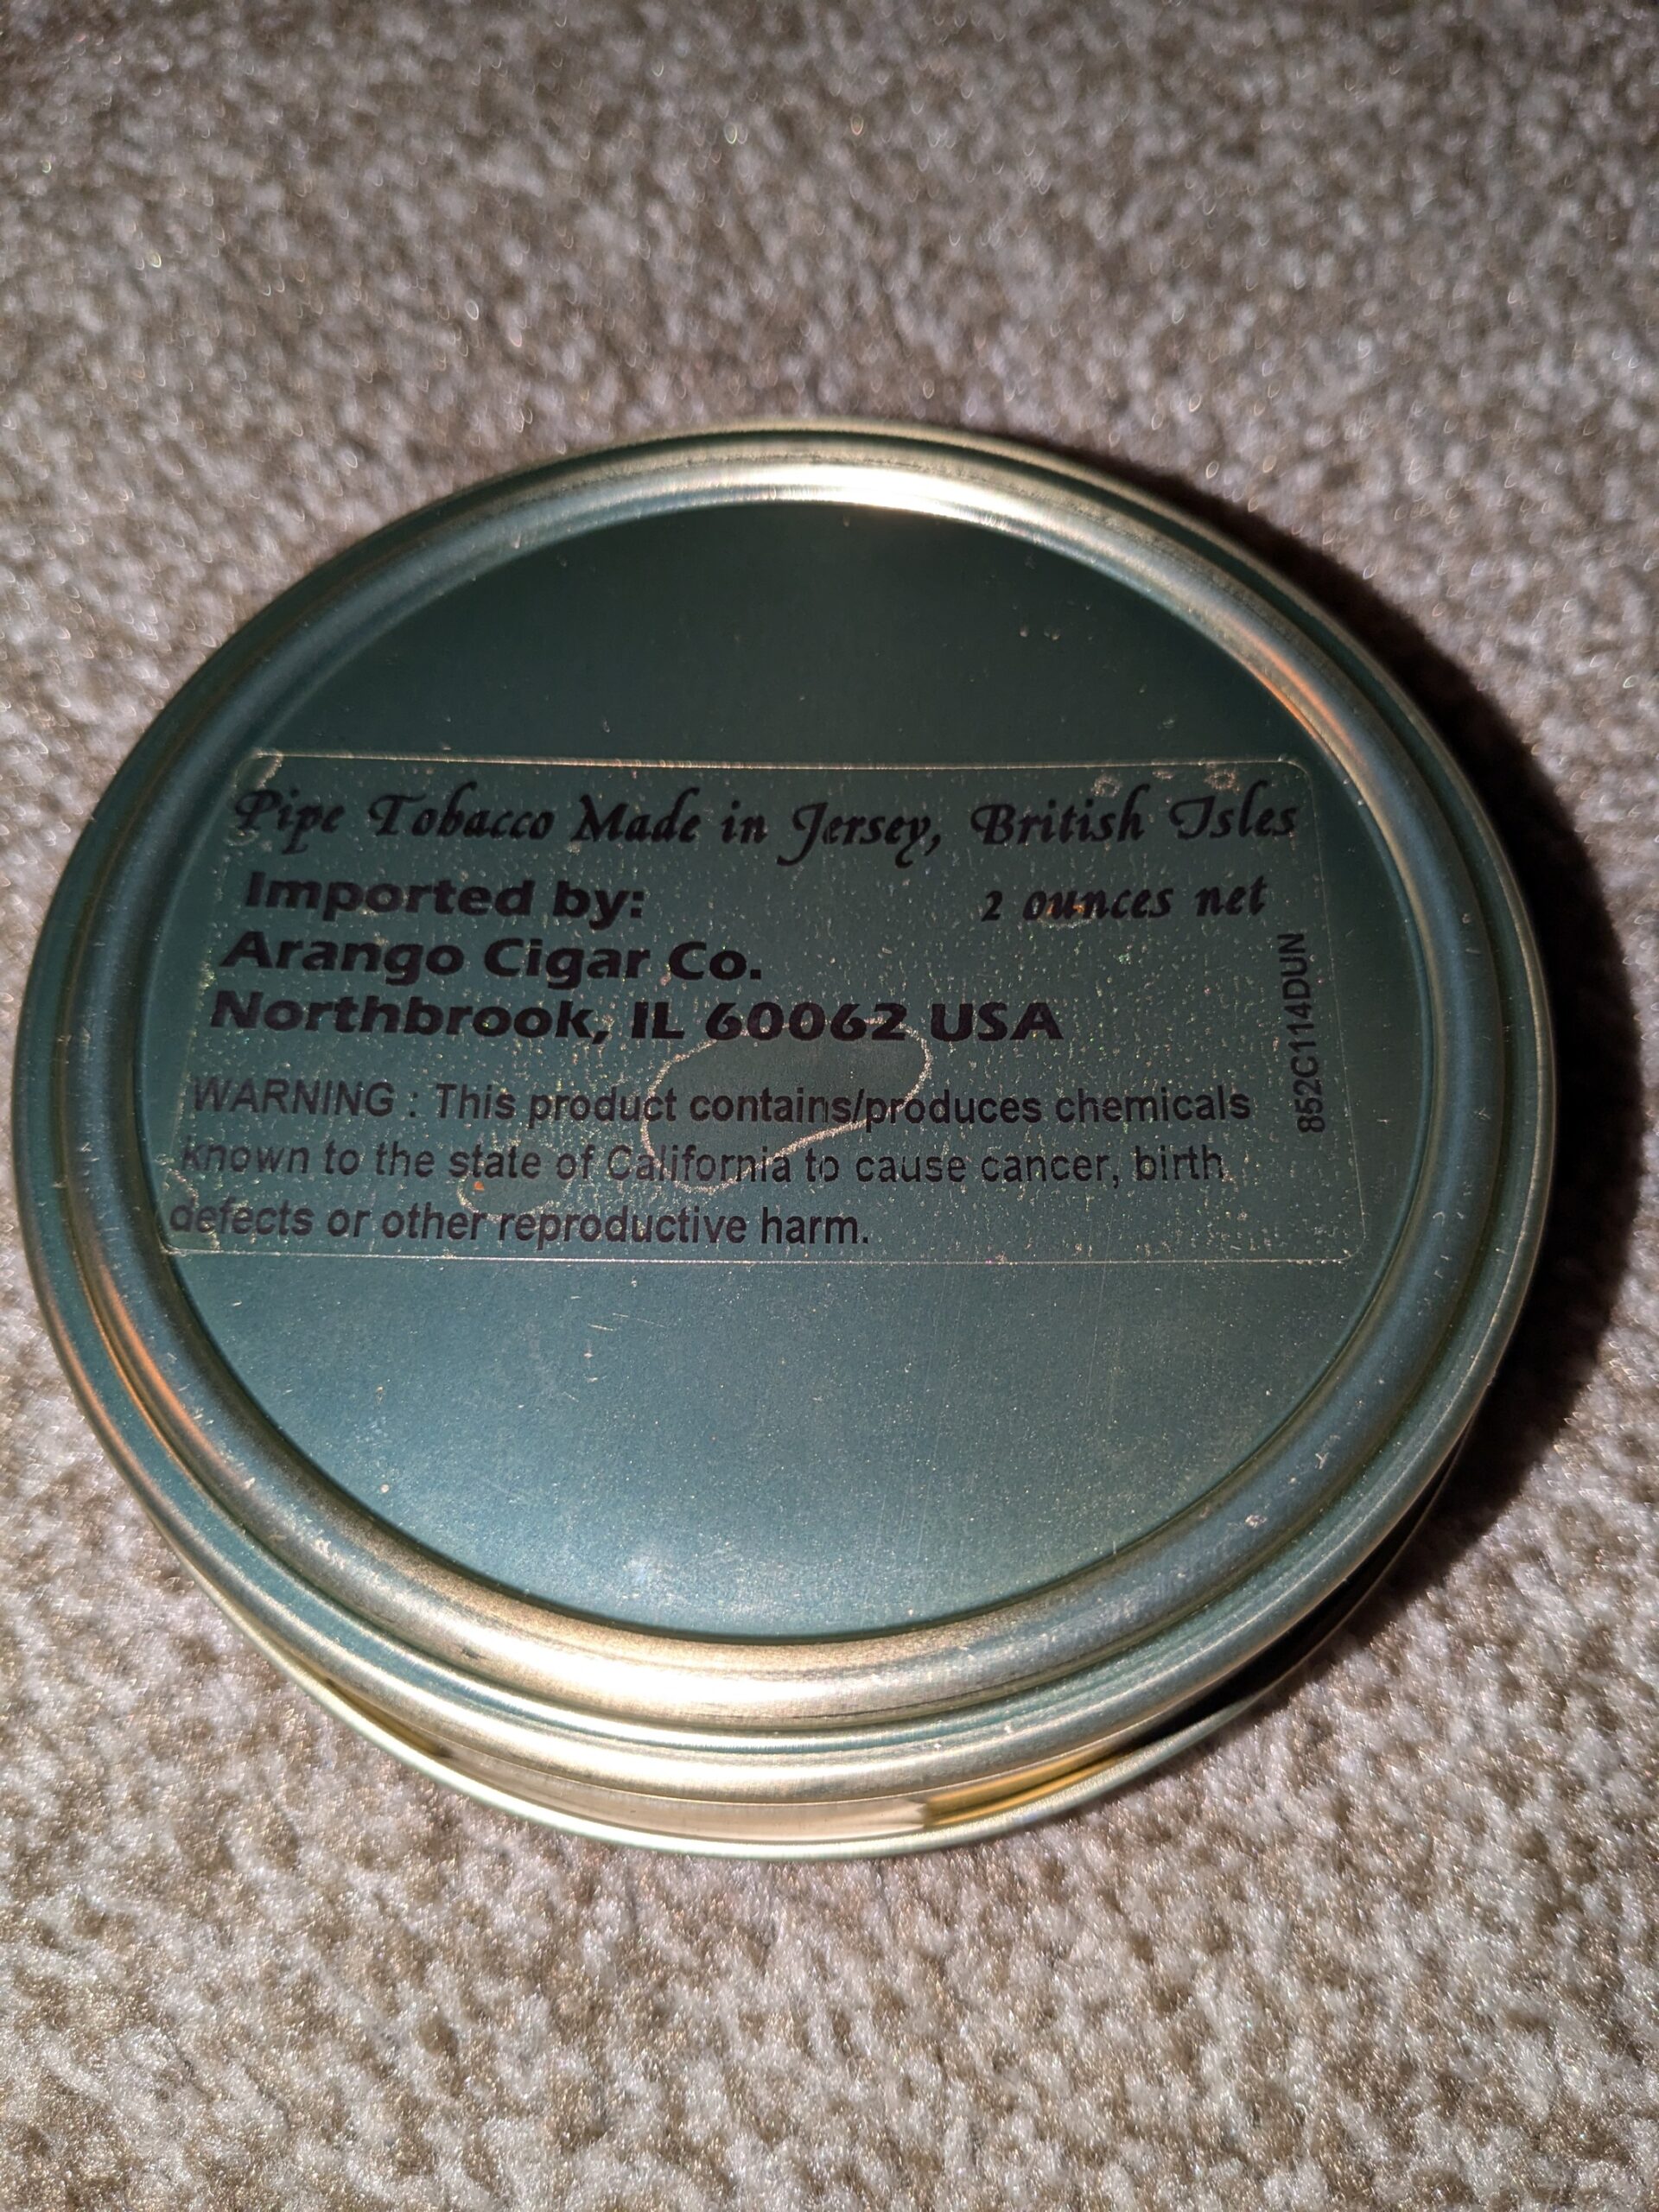 Pipe Tobacco Made in Jersey, British Isles
Imported by:
2 ounces net
Arango Cigar Co.
Northbrook, IL 60062 USA
852C114DUN
WARNING : This product contains/produces chemicals
known to the state of California to cause cancer, birth
defects or other reproductive harm.